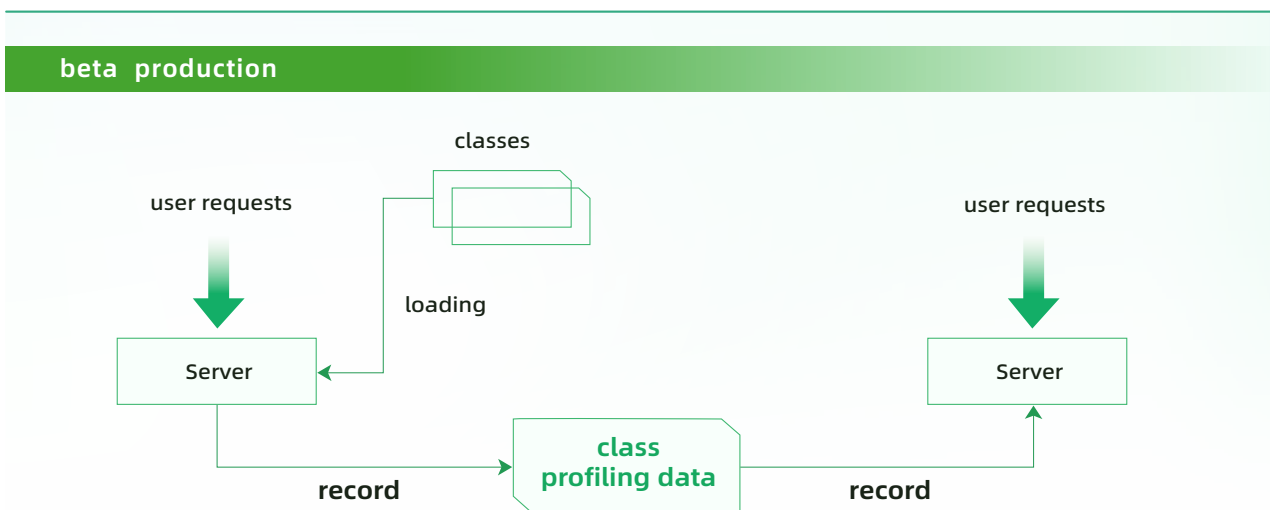 beta production
classes
user requests
user requests
loading
Server
Server
class
profiling data
record
record